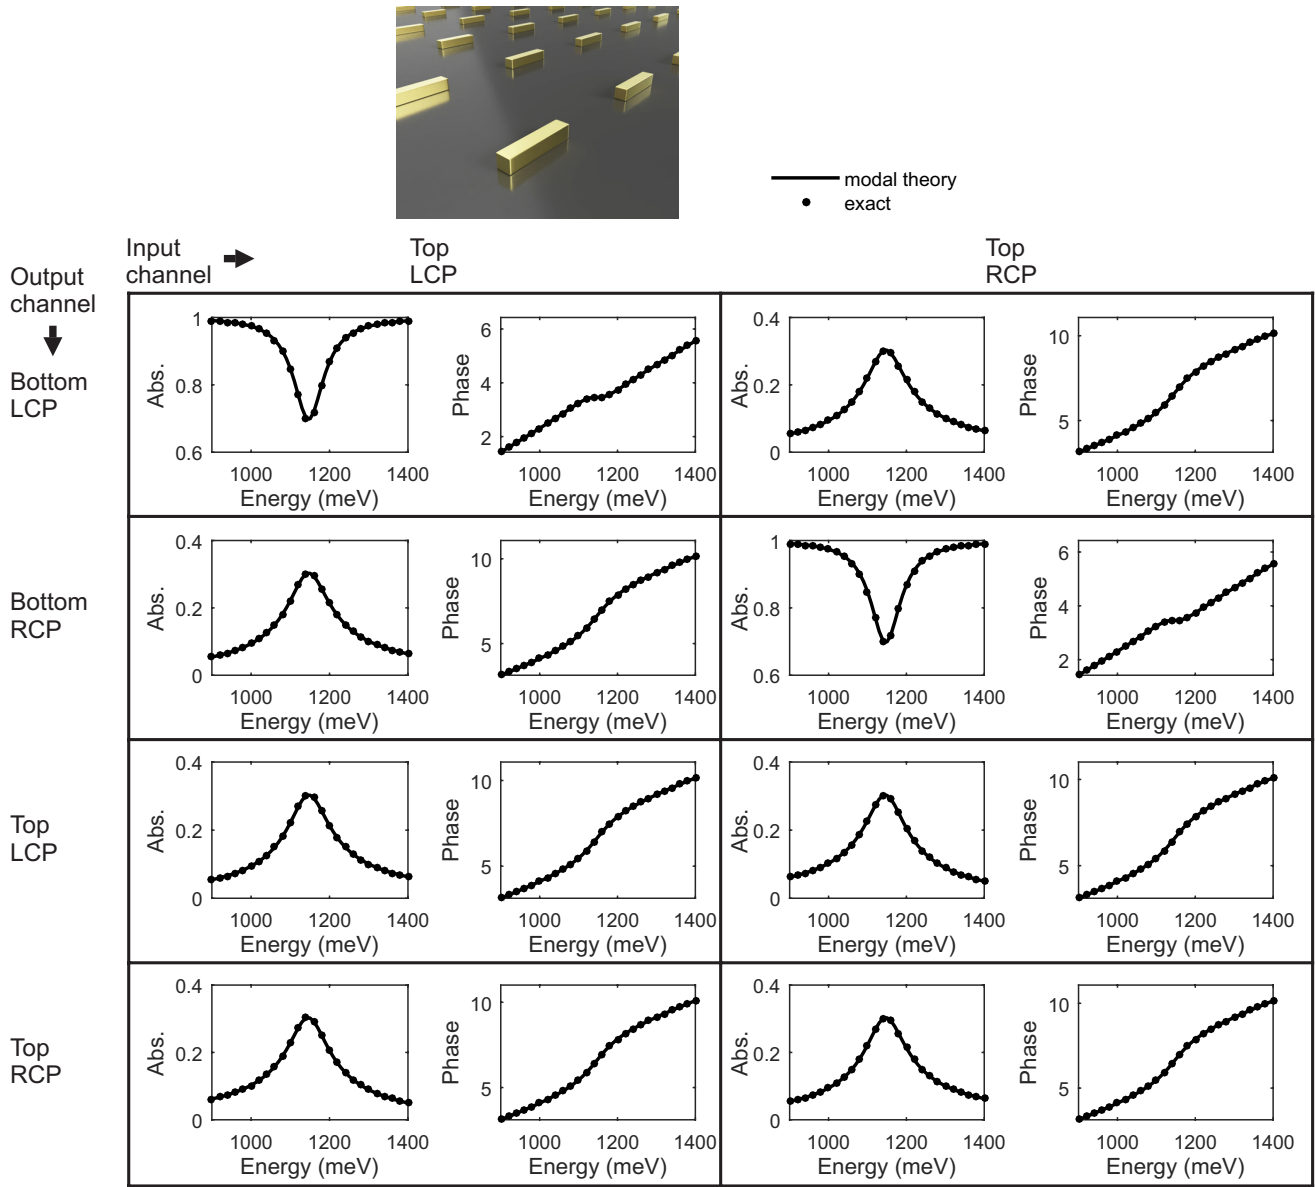 modal theory
exact
Input
channel
Top
LCP
Top
RCP
Output
channel
Bottom
LCP
1
0.8
0.6
Abs.
1000
1200
1400
Energy (meV)
6
4
2
Phase
1000
1200
1400
Energy (meV)
0.4
0.2
0
Abs.
1000
1200
1400
Energy (meV)
10
5
Phase
1000
1200
1400
Energy (meV)
Bottom
RCP
0.4
0.2
0
Abs.
1000
1200
1400
Energy (meV)
10
5
Phase
1000
1200
1400
Energy (meV)
1
0.8
0.6
Abs.
1000
1200
1400
Energy (meV)
6
4
2
Phase
1000
1200
1400
Energy (meV)
Top
LCP
0.4
0.2
0
Abs.
1000
1200
1400
Energy (meV)
10
5
Phase
1000
1200
1400
Energy (meV)
0.4
0.2
0
Abs.
1000
1200
1400
Energy (meV)
10
5
Phase
1000
1200
1400
Energy (meV)
Top
RCP
0.4
0.2
0
Abs.
1000
1200
1400
Energy (meV)
10
5
Phase
1000
1200
1400
Energy (meV)
0.4
0.2
0
Abs.
1000
1200
1400
Energy (meV)
10
5
Phase
1000
1200
1400
Energy (meV)